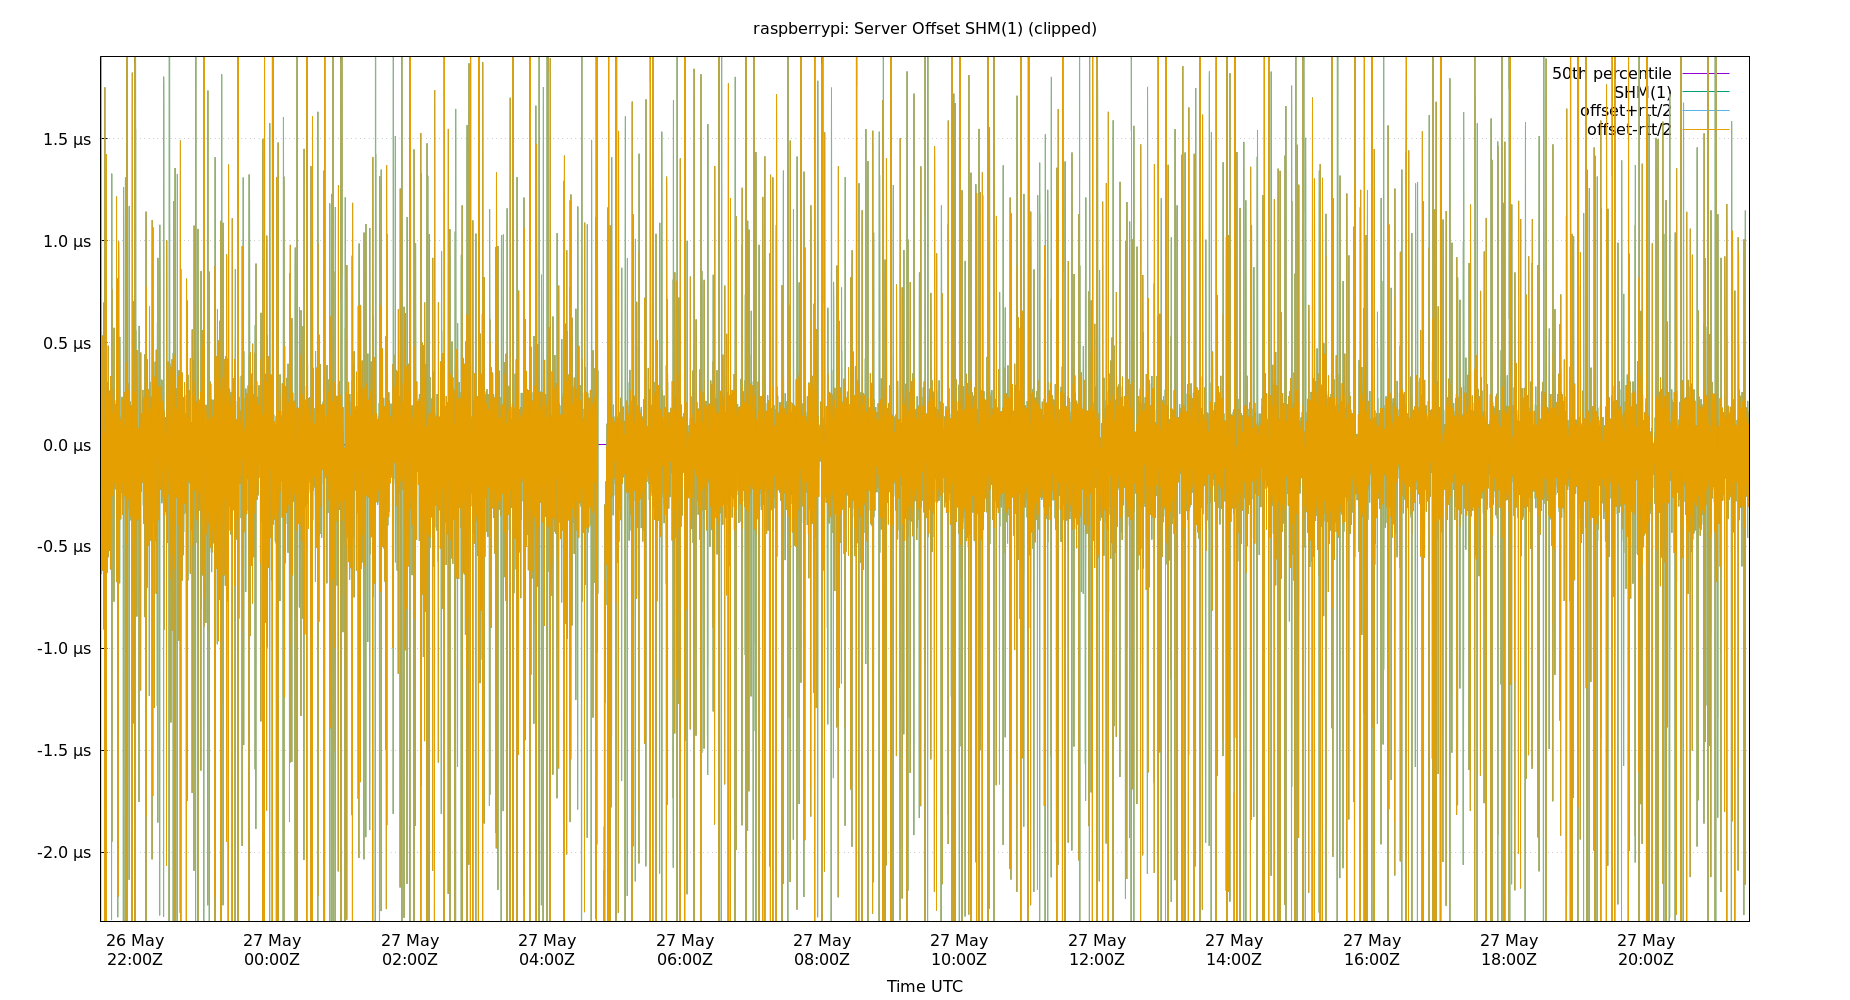 raspberrypi: Server Offset SHM(1) (clipped)
50th percentile
SHM(1)
offset+rtt/2
offset-rtt/2
1.5 µs
1.0 µs
0.5 µs
0.0 µs
-0.5 µs
-1.0 µs
-1.5 µs
-2.0 µs
26 May 27 May 27 May 27 May 27 May 27 May 27 May 27 May 27 May 27 May 27 May 27 May
22:00Z 00:00Z 02:00Z 04:00Z 06:00Z 08:00Z 10:00Z 12:00Z 14:00Z 16:00Z 18:00Z 20:00Z
Time UTC